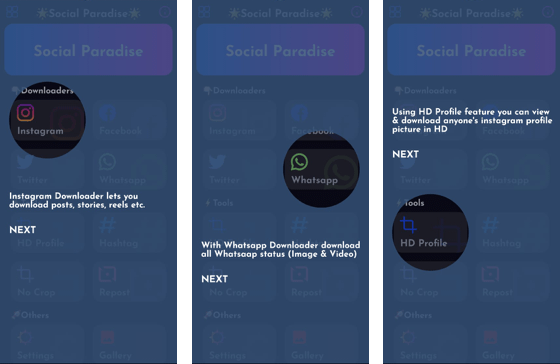 Social Paradise
Social Paradise
Downloaders
Instagram
Facebook
Twitter
Whatsapp
Instagram Downloader lets you
download posts, stories, reels etc.
NEXT
HD Profile
Hashtag
No Crop
Repost
Others
Settings
Gallery
Social Paradise
Social Paradise
Downloaders
Instagram
Facebook
Twitter
Whatsapp
Tools
With Whatsapp Downloader download
all Whatsaap status (Image & Video)
NEXT
No Crop
Repost
Others
Settings
Gallery
Social Paradise
Social Paradise
Downloaders
Using HD Profile feature you can view
& download anyone's instagram profile
picture in HD
NEXT
Twitter
Whatsapp
Tools
HD Profile
Hashtag
No Crop
Repost
Others
Settings
Gallery